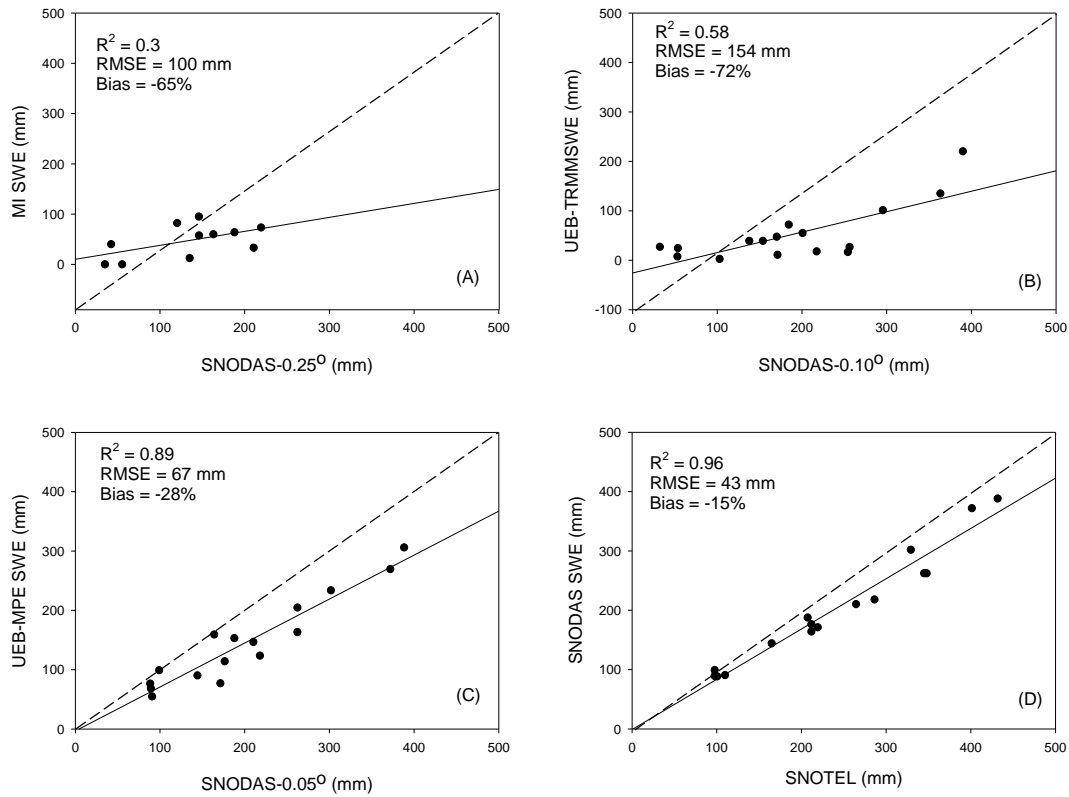 R² = 0.3
RMSE = 100 mm
Bias = -65%
MI SWE (mm)
500
400
300
200
100
0
(A)
0 100 200 300 400 500
SNODAS-0.25⁰ (mm)
R² = 0.58
RMSE = 154 mm
Bias = -72%
UEB-TRMMSWE (mm)
500
400
300
200
100
0
-100
(B)
0 100 200 300 400 500
SNODAS-0.10⁰ (mm)
R² = 0.89
RMSE = 67 mm
Bias = -28%
UEB-MPE SWE (mm)
500
400
300
200
100
0
(C)
0 100 200 300 400 500
SNODAS-0.05⁰ (mm)
R² = 0.96
RMSE = 43 mm
Bias = -15%
SNODAS SWE (mm)
500
400
300
200
100
0
(D)
0 100 200 300 400 500
SNOTEL (mm)